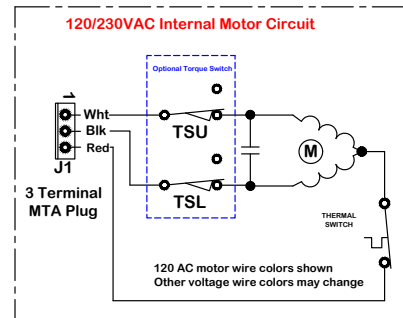 120/230VAC Internal Motor Circuit
Optional Torque Switch
1
Wht
TSU
Blk
Red
J1
M
3 Terminal
MTA Plug
TSL
THERMAL
SWITCH
120 AC motor wire colors shown
Other voltage wire colors may change